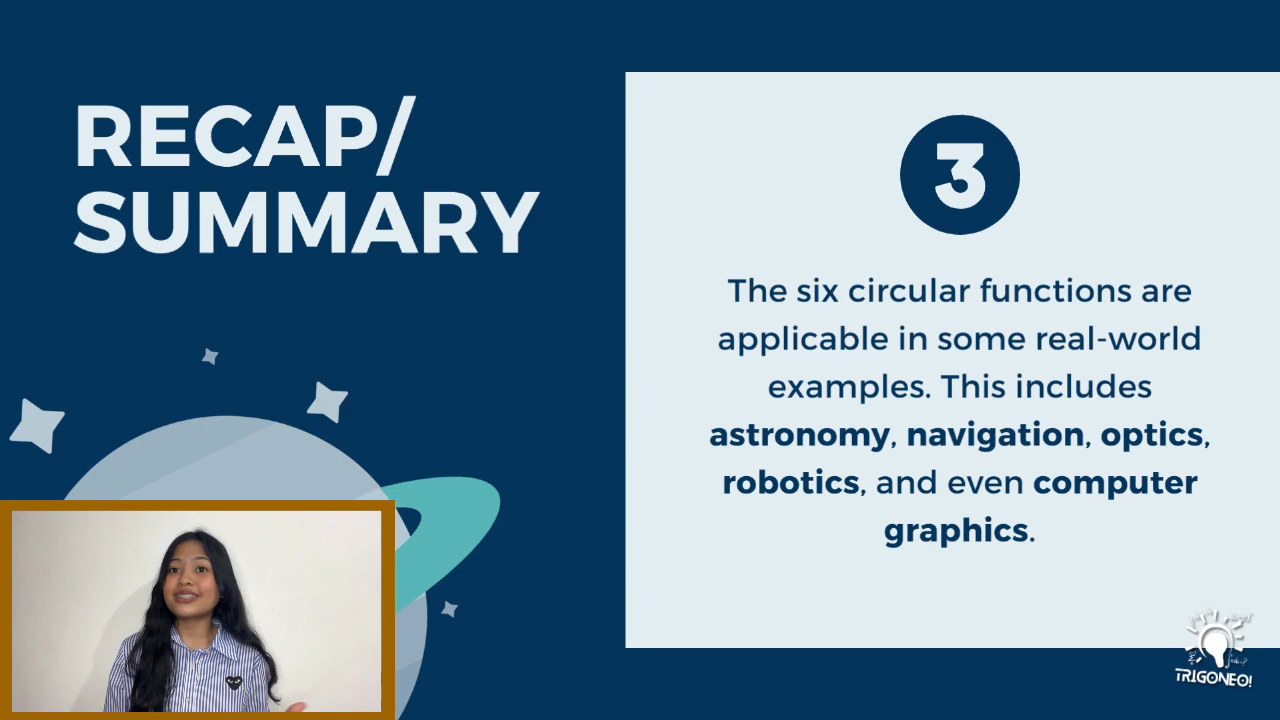 RECAP/
SUMMARY
3
The six circular functions are
applicable in some real-world
examples. This includes
astronomy, navigation, optics,
robotics, and even computer
graphics.
TRIGONEO!